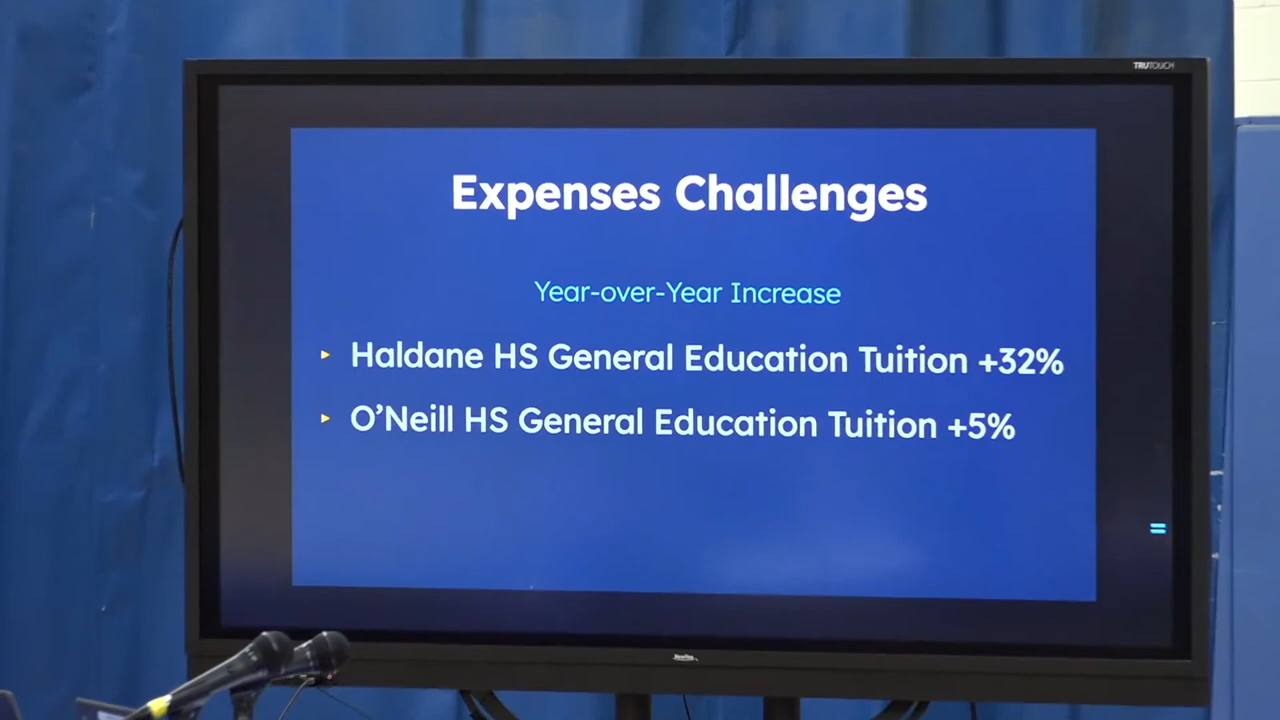 TRUTOUCH
Expenses Challenges
Year-over-Year Increase
▸ Haldane HS General Education Tuition +32%
▸ O'Neill HS General Education Tuition +5%